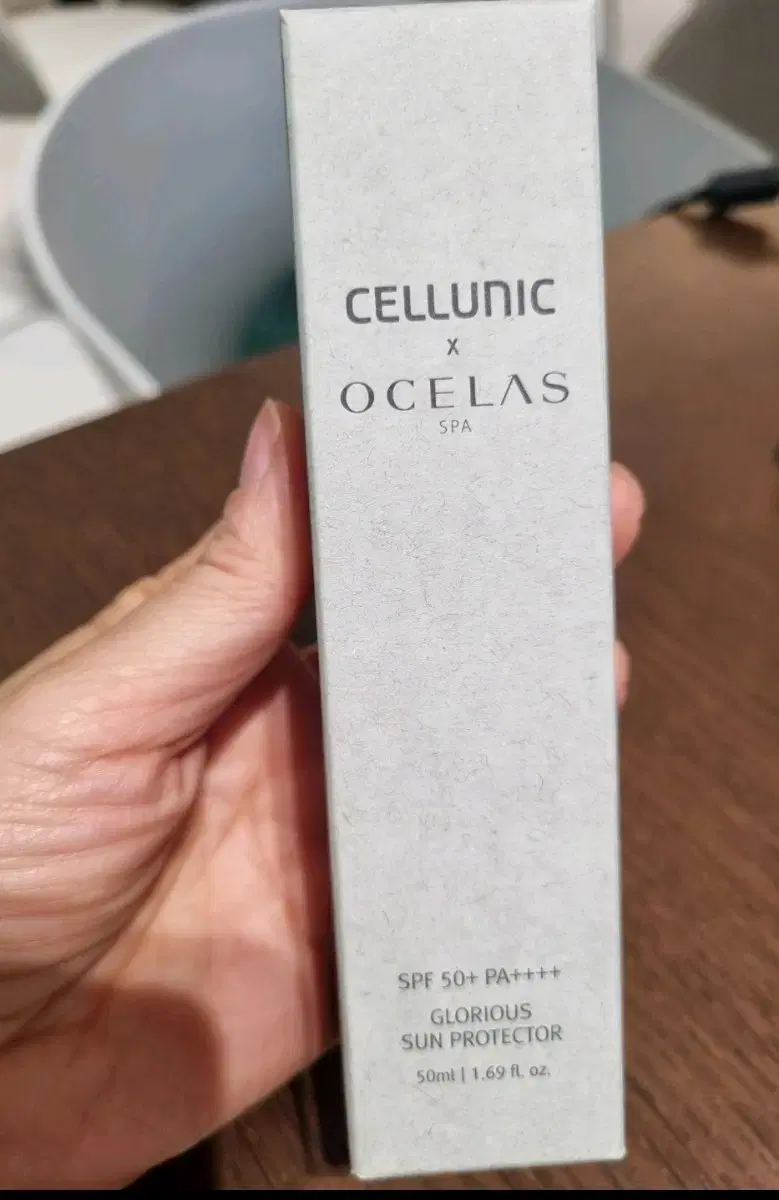 CELLUNIC
X
OCELAS
SPA
SPF 50+ PA++++
GLORIOUS
SUN PROTECTOR
50ml | 1.69 fl. oz.